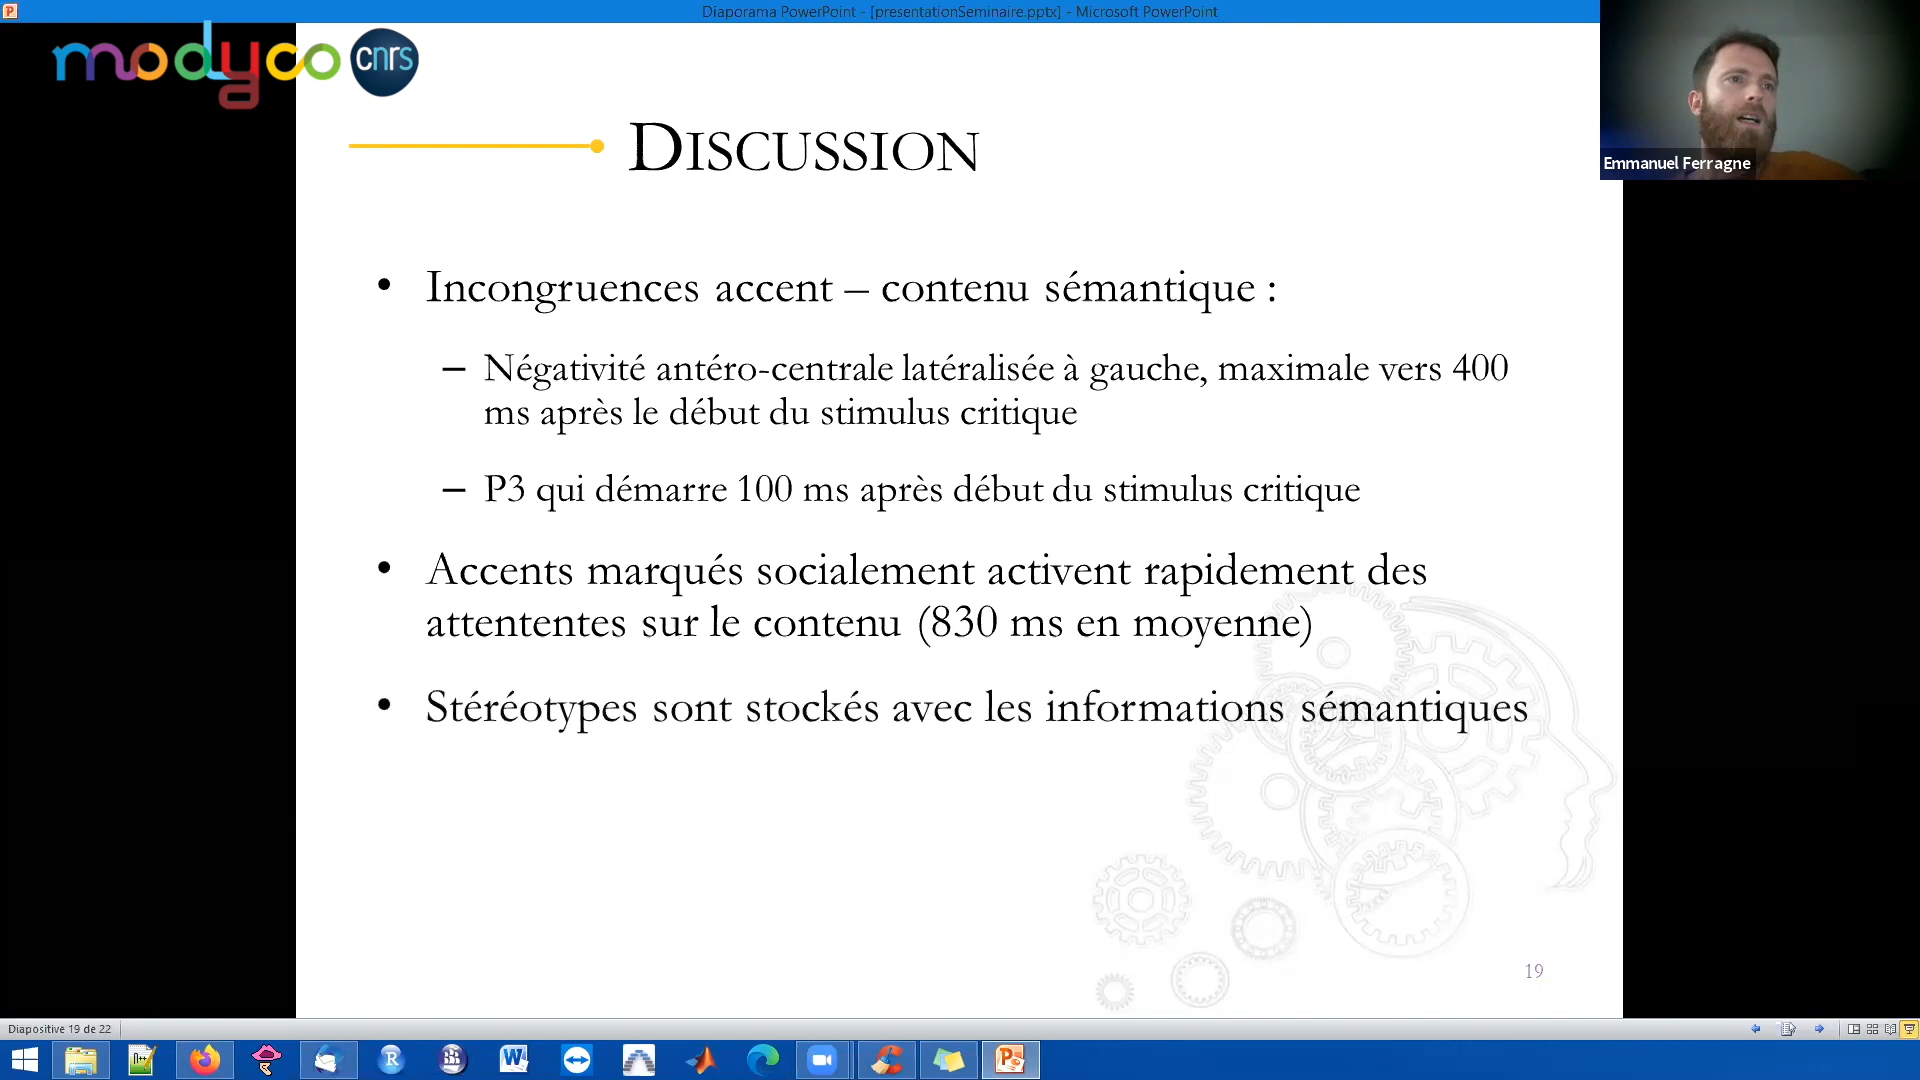 Diaporama PowerPoint - [presentationSeminaire.pptx] - Microsoft PowerPoint
modyco cnrs
Emmanuel Ferragne
DISCUSSION
• Incongruences accent – contenu sémantique :
– Négativité antéro-centrale latéralisée à gauche, maximale vers 400
ms après le début du stimulus critique
– P3 qui démarre 100 ms après début du stimulus critique
• Accents marqués socialement activent rapidement des
attententes sur le contenu (830 ms en moyenne)
• Stéréotypes sont stockés avec les informations sémantiques
19
Diapositive 19 de 22